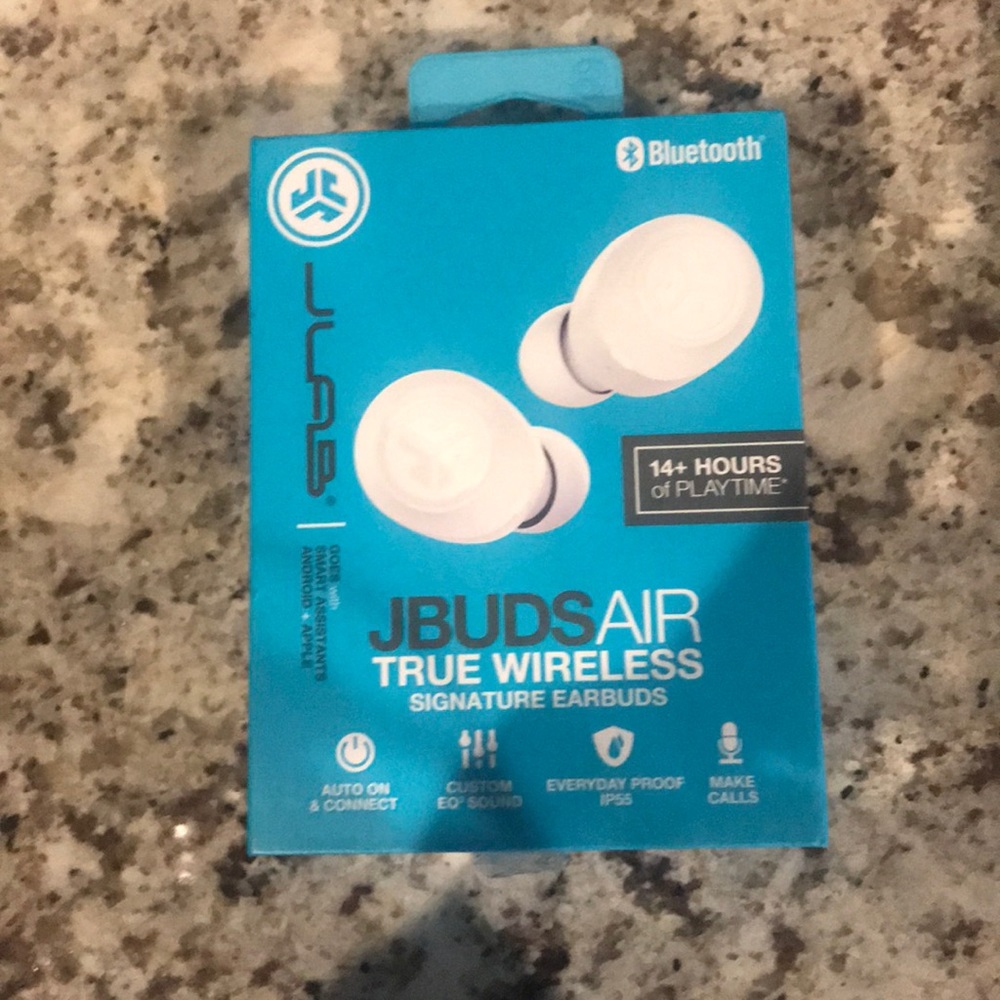 Bluetooth®
JLAB®
GOES with
SMART ASSISTANTS
ANDROID + APPLE
14+ HOURS
of PLAYTIME*
JBUDSAIR
TRUE WIRELESS
SIGNATURE EARBUDS
AUTO ON
& CONNECT
CUSTOM
EQ³ SOUND
EVERYDAY PROOF
IP55
MAKE
CALLS